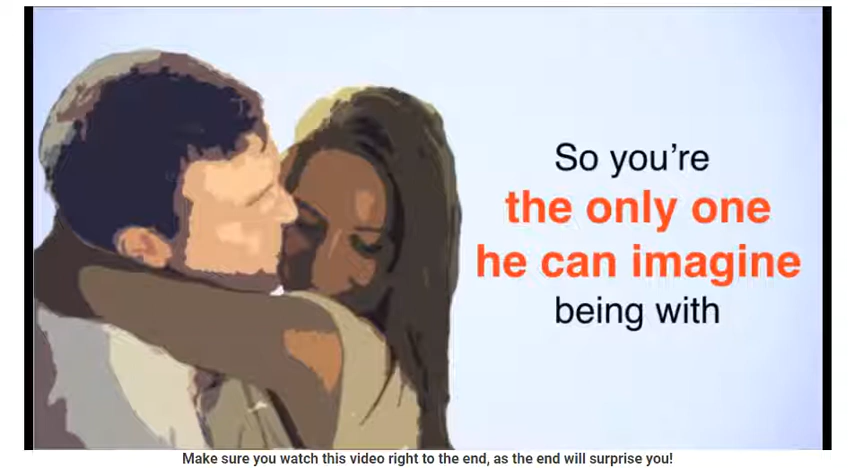 So you're
the only one
he can imagine
being with
Make sure you watch this video right to the end, as the end will surprise you!